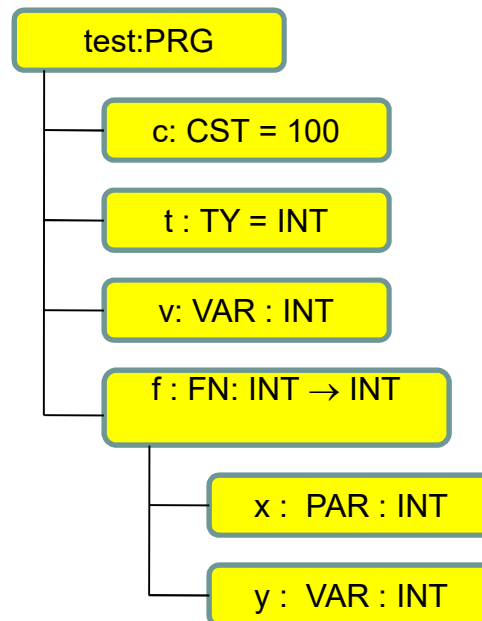 test:PRG
c: CST = 100
t : TY = INT
v: VAR : INT
f : FN: INT → INT
x : PAR : INT
y : VAR : INT